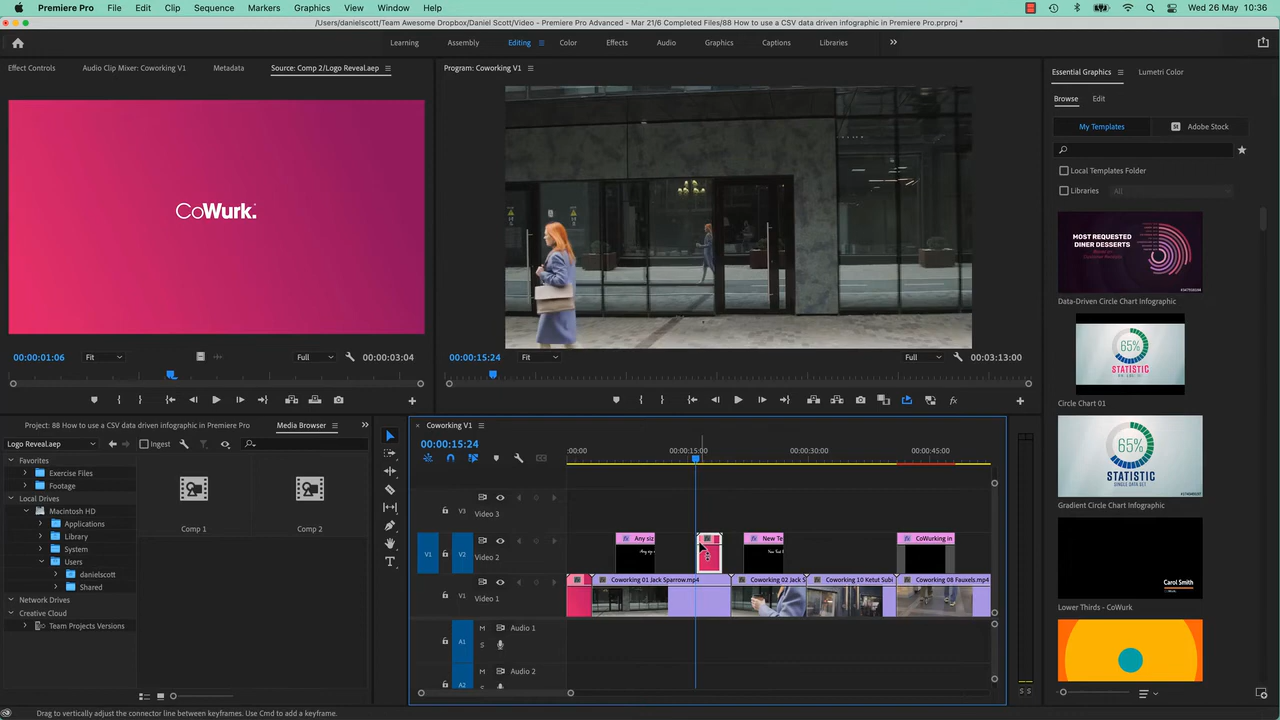 Premiere Pro File Edit Clip Sequence Markers Graphics View Window Help Wed 26 May 10:36
/Users/danielscott/Team Awesome Dropbox/Daniel Scott/Video - Premiere Pro Advanced - Mar 21/6 Completed Files/88 How to use a CSV data driven infographic in Premiere Pro.prproj *
Learning Assembly Editing Color Effects Audio Graphics Captions Libraries
Effect Controls Audio Clip Mixer: Coworking V1 Metadata Source: Comp 2/Logo Reveal.aep
Program: Coworking V1
Essential Graphics Lumetri Color
Browse Edit
My Templates St Adobe Stock
Local Templates Folder
Libraries All
CoWurk.
MOST REQUESTED
DINER DESSERTS
Data-Driven Circle Chart Infographic
65%
STATISTIC
Circle Chart 01
65%
STATISTIC
Gradient Circle Chart Infographic
Carol Smith
Lower Thirds - CoWurk
00:00:01:06 Fit Full 00:00:03:04
00:00:15:24 Fit Full 00:03:13:00
Project: 88 How to use a CSV data driven infographic in Premiere Pro Media Browser
Logo Reveal.aep Ingest
Favorites
Exercise Files
Footage
Local Drives
Macintosh HD
Applications
Library
System
Users
danielscott
Shared
Network Drives
Creative Cloud
Team Projects Versions
Comp 1 Comp 2
Coworking V1
00:00:15:24
:00:00 00:00:15:00 00:00:30:00 00:00:45:00
Video 3
V1 V2 Video 2
Any siz New Te CoWurking in
V1 Video 1
Coworking 01 Jack Sparrow.mp4 Coworking 02 Jack S Coworking 10 Ketut Subi Coworking 08 Fauxels.mp4
A1 M S Audio 1
A2 M Audio 2
S S
Drag to vertically adjust the connector line between keyframes. Use Cmd to add a keyframe.